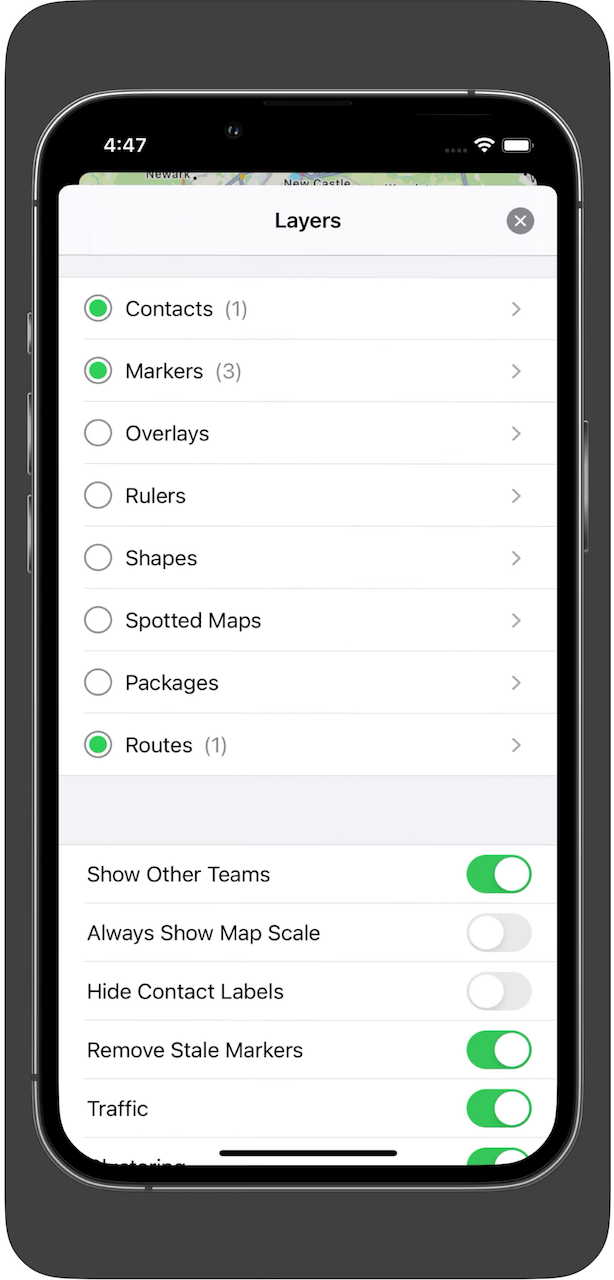 4:47
Newark
New Castle
Layers
Contacts (1)
Markers (3)
Overlays
Rulers
Shapes
Spotted Maps
Packages
Routes (1)
Show Other Teams
Always Show Map Scale
Hide Contact Labels
Remove Stale Markers
Traffic
Clustering